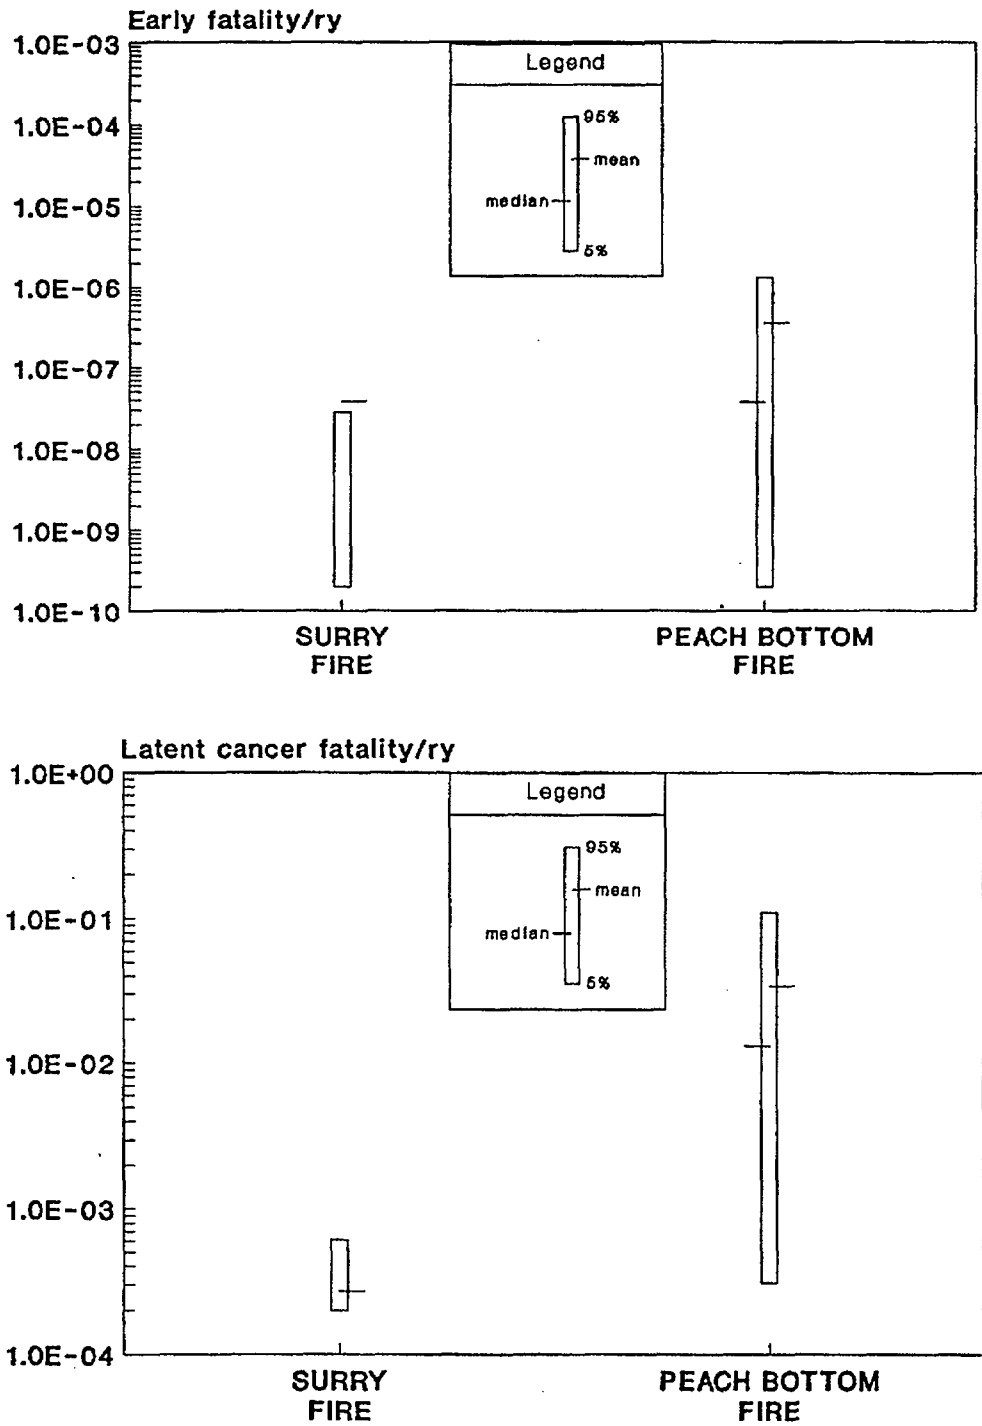 Early fatality/ry
1.0E-03
1.0E-04
1.0E-05
1.0E-06
1.0E-07
1.0E-08
1.0E-09
1.0E-10
Legend
95%
mean
median
5%
SURRY
FIRE
PEACH BOTTOM
FIRE
Latent cancer fatality/ry
1.0E+00
1.0E-01
1.0E-02
1.0E-03
1.0E-04
Legend
95%
mean
median
5%
SURRY
FIRE
PEACH BOTTOM
FIRE